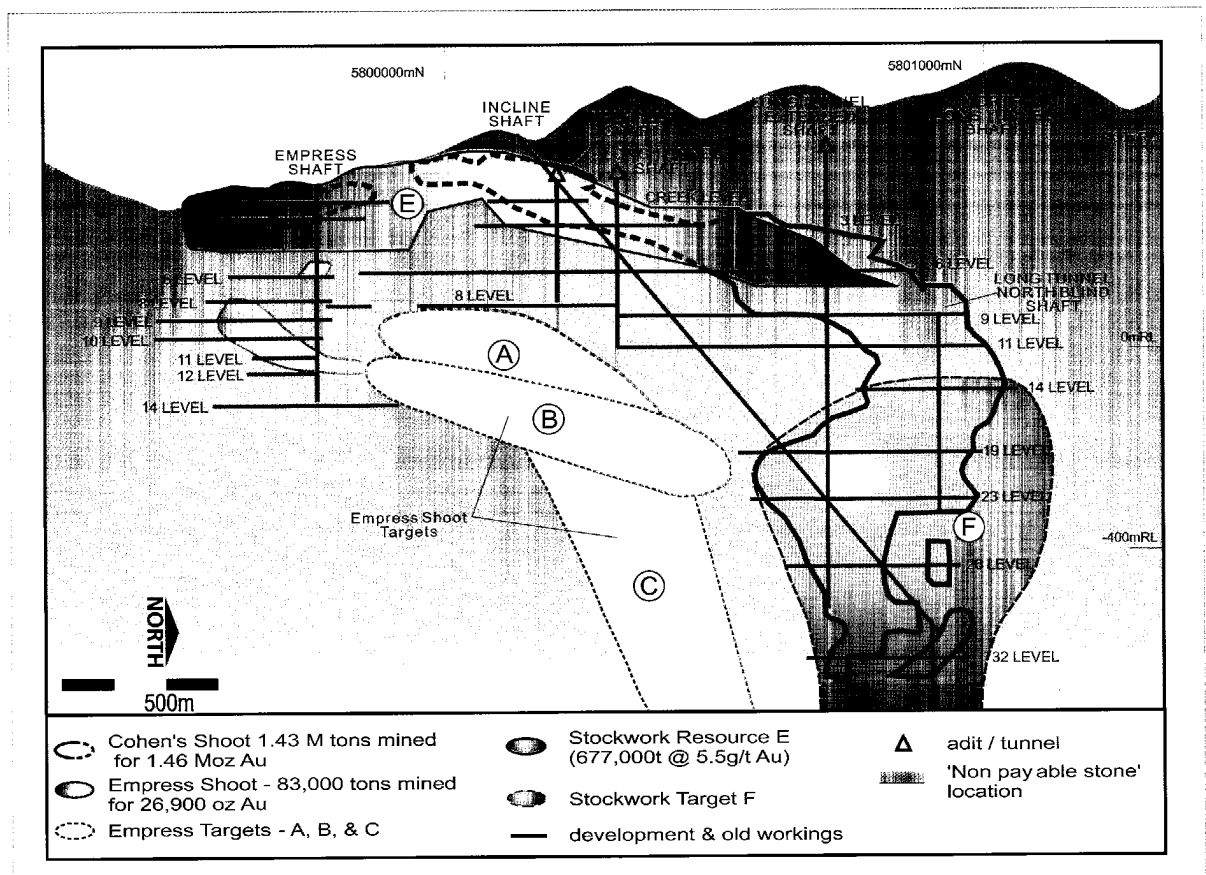 5800000mN
5801000mN
INCLINE
SHAFT
EMPRESS
SHAFT
E
SHAFT
CREEK LEVEL
3 LEVEL
6 LEVEL
LONG TUNNEL
NORTH BLIND
SHAFT
8 LEVEL
9 LEVEL
10 LEVEL
11 LEVEL
0mRL
11 LEVEL
12 LEVEL
14 LEVEL
14 LEVEL
A
B
19 LEVEL
23 LEVEL
Empress Shoot
Targets
F
-400mRL
C
NORTH
32 LEVEL
500m
Cohen's Shoot 1.43 M tons mined
for 1.46 Moz Au
Empress Shoot - 83,000 tons mined
for 26,900 oz Au
Empress Targets - A, B, & C
Stockwork Resource E
(677,000t @ 5.5g/t Au)
Stockwork Target F
development & old workings
adit / tunnel
'Non payable stone'
location